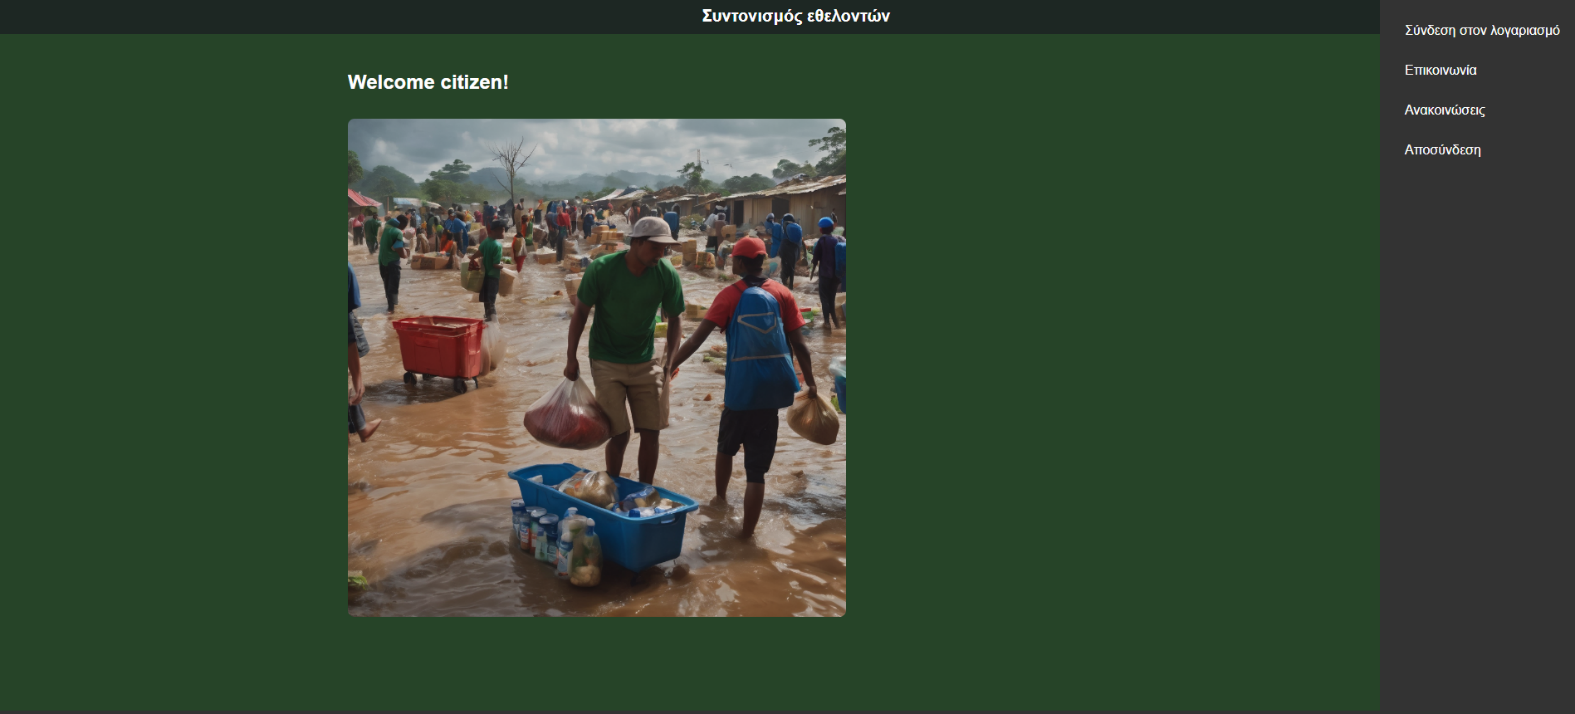 Συντονισμός εθελοντών
Welcome citizen!
Σύνδεση στον λογαριασμό
Επικοινωνία
Ανακοινώσεις
Αποσύνδεση